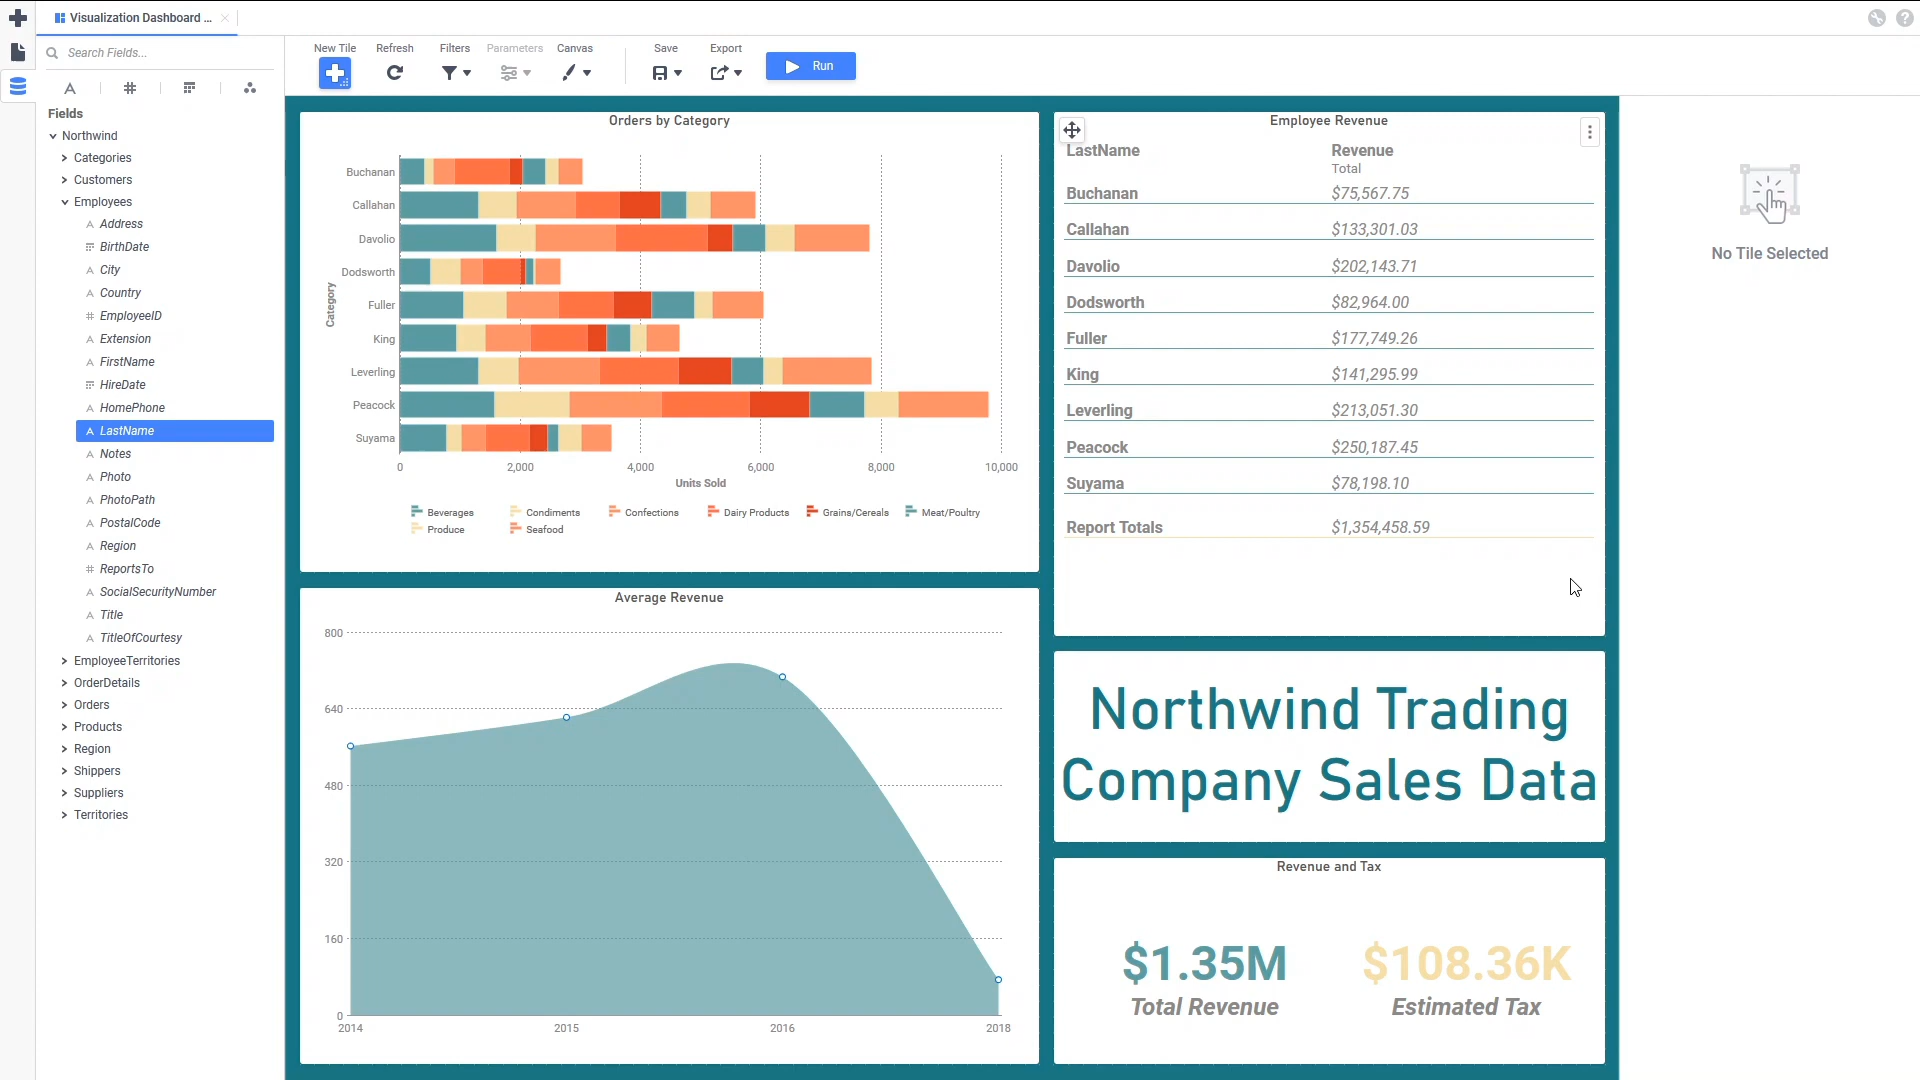 Visualization Dashboard ...
Search Fields...
Fields
Northwind
Categories
Customers
Employees
Address
BirthDate
City
Country
EmployeeID
Extension
FirstName
HireDate
HomePhone
LastName
Notes
Photo
PhotoPath
PostalCode
Region
ReportsTo
SocialSecurityNumber
Title
TitleOfCourtesy
EmployeeTerritories
OrderDetails
Orders
Products
Region
Shippers
Suppliers
Territories
New Tile Refresh Filters Parameters Canvas Save Export
Run
Orders by Category
Category
Buchanan
Callahan
Davolio
Dodsworth
Fuller
King
Leverling
Peacock
Suyama
0 2,000 4,000 6,000 8,000 10,000
Units Sold
Beverages Condiments Confections Dairy Products Grains/Cereals Meat/Poultry
Produce Seafood
Average Revenue
800
640
480
320
160
0
2014 2015 2016 2018
Employee Revenue
LastName Revenue
Total
Buchanan $75,567.75
Callahan $133,301.03
Davolio $202,143.71
Dodsworth $82,964.00
Fuller $177,749.26
King $141,295.99
Leverling $213,051.30
Peacock $250,187.45
Suyama $78,198.10
Report Totals $1,354,458.59
Northwind Trading
Company Sales Data
Revenue and Tax
$1.35M $108.36K
Total Revenue Estimated Tax
No Tile Selected